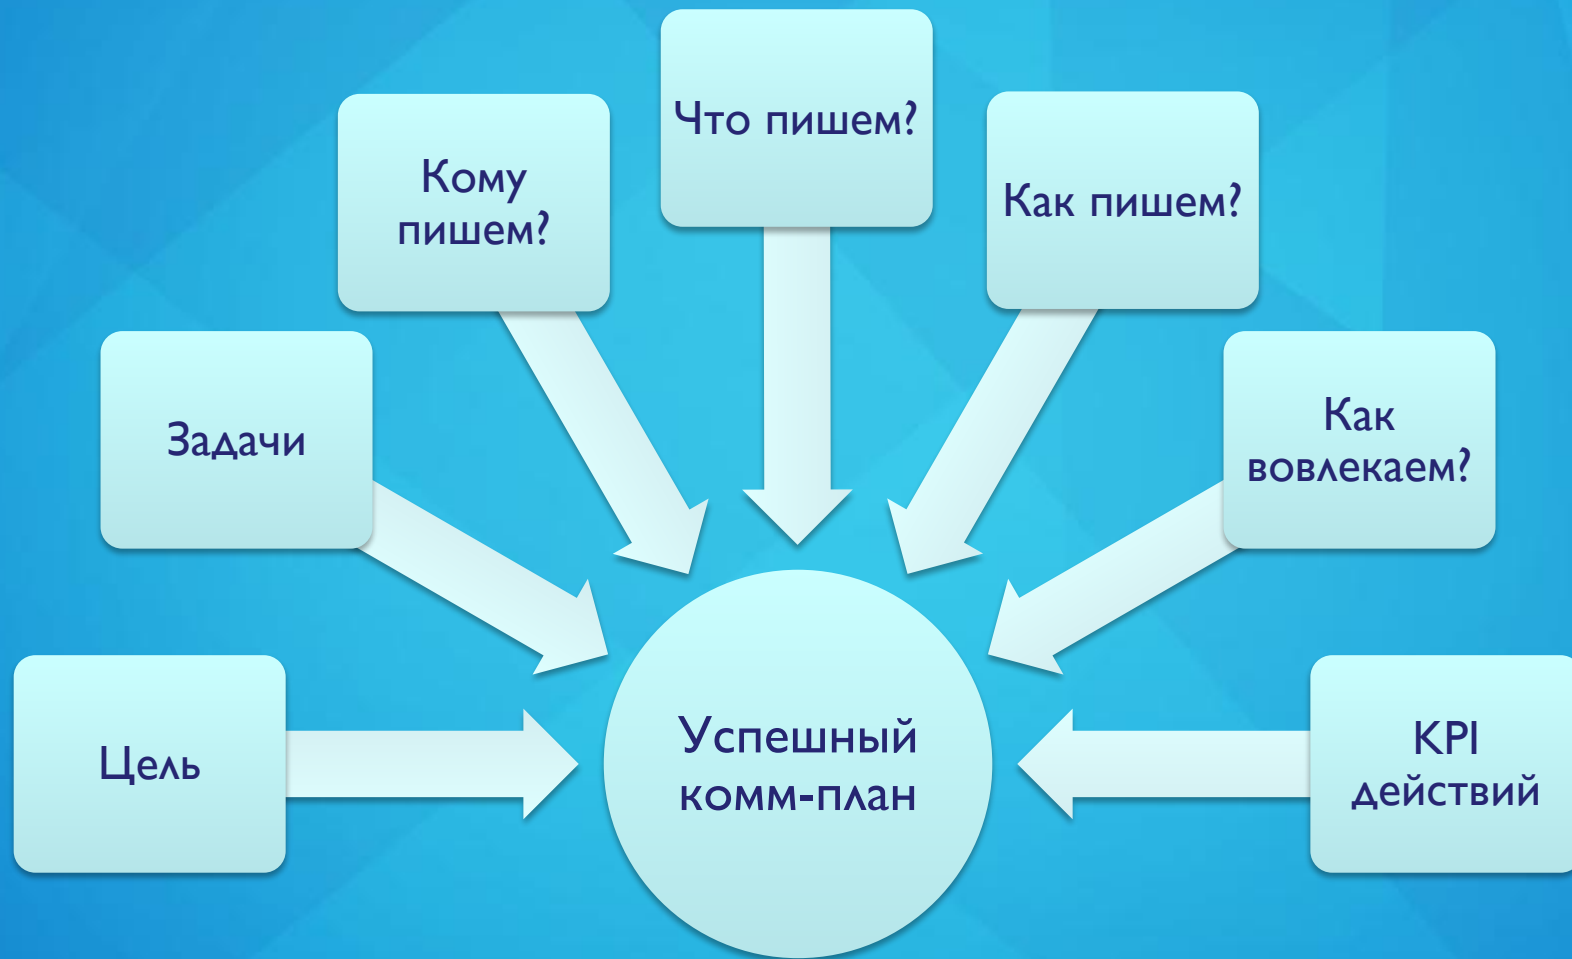 Цель
Задачи
Кому
пишем?
Что пишем?
Как пишем?
Как
вовлекаем?
KPI
действий
Успешный
комм-план